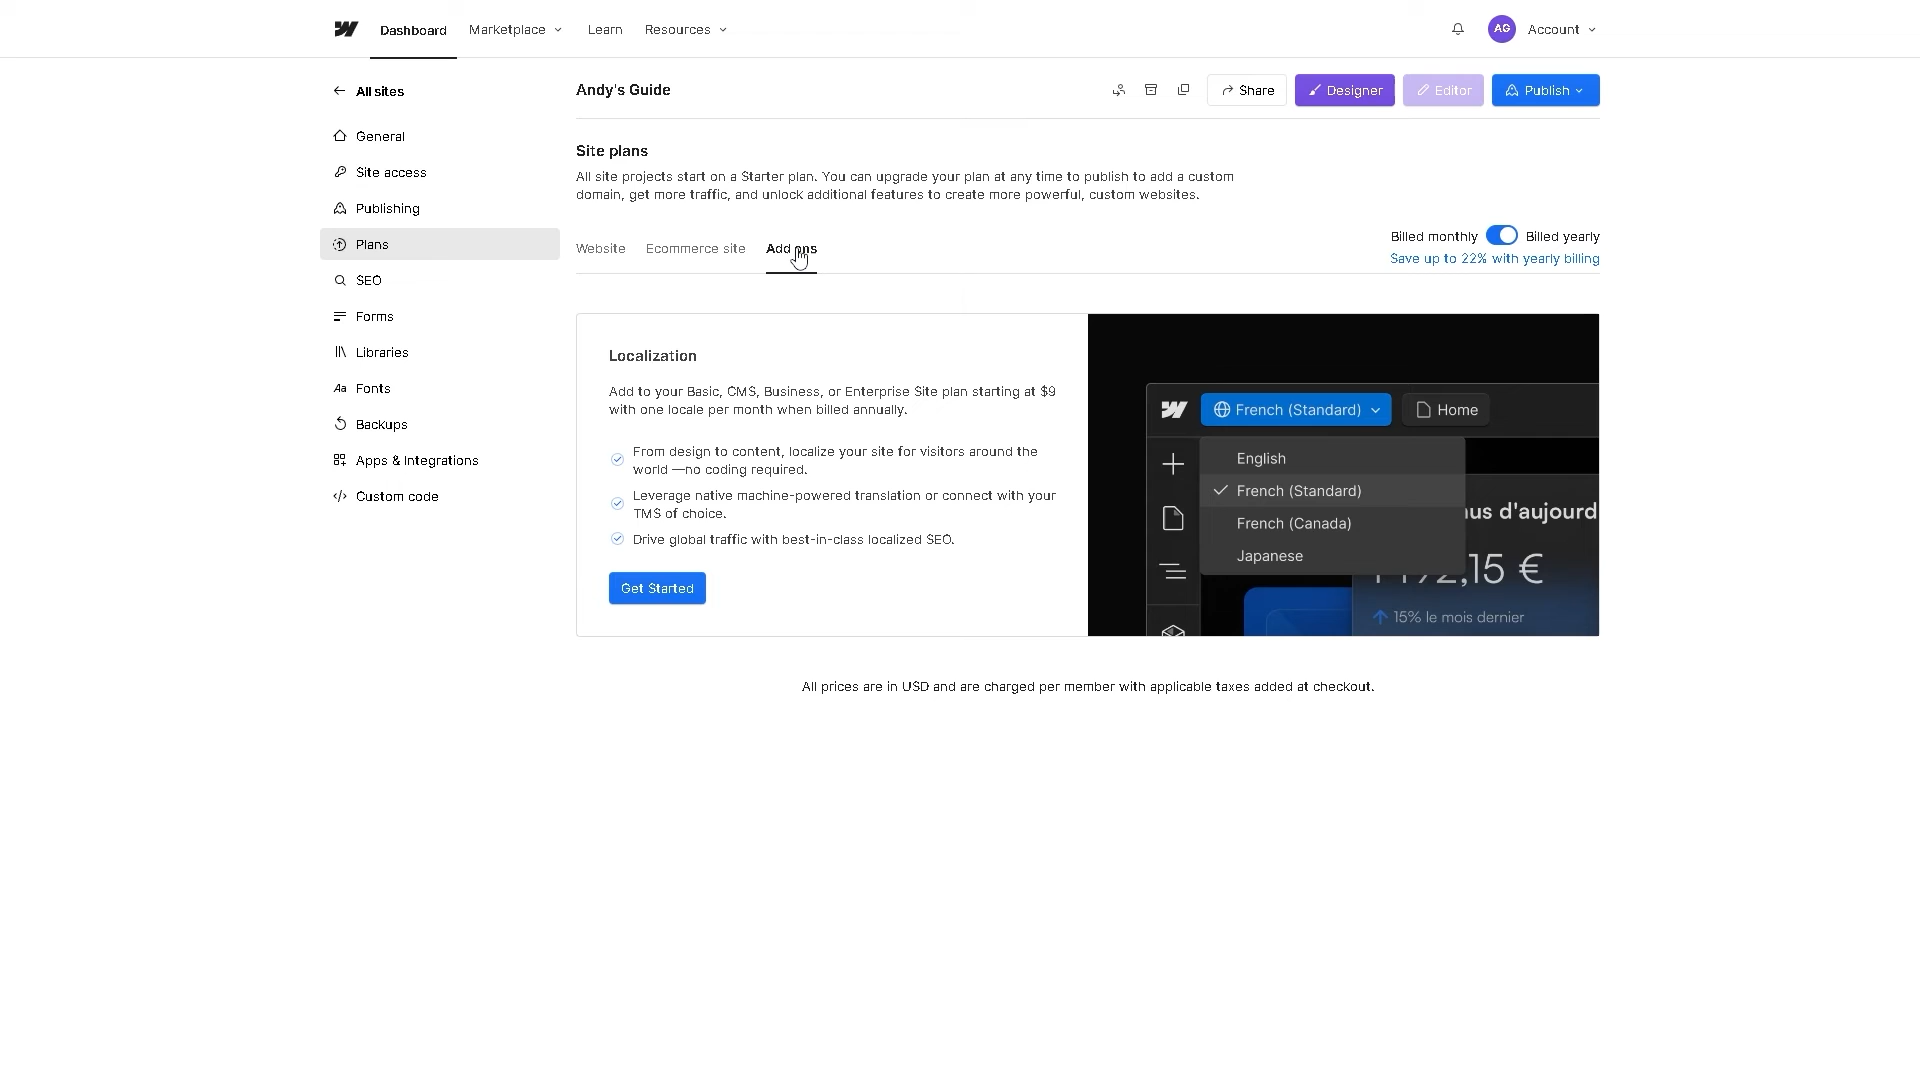 Dashboard
Marketplace
Learn
Resources
AG
Account
All sites
General
Site access
Publishing
Plans
SEO
Forms
Libraries
Aa Fonts
Backups
Apps & Integrations
Custom code
Andy's Guide
Share
Designer
Editor
Publish
Site plans
All site projects start on a Starter plan. You can upgrade your plan at any time to publish to add a custom
domain, get more traffic, and unlock additional features to create more powerful, custom websites.
Website
Ecommerce site
Add ons
Billed monthly
Billed yearly
Save up to 22% with yearly billing
Localization
Add to your Basic, CMS, Business, or Enterprise Site plan starting at $9
with one locale per month when billed annually.
From design to content, localize your site for visitors around the
world —no coding required.
Leverage native machine-powered translation or connect with your
TMS of choice.
Drive global traffic with best-in-class localized SEO.
Get Started
French (Standard)
Home
English
French (Standard)
French (Canada)
Japanese
d'aujourd
€
15% le mois dernier
All prices are in USD and are charged per member with applicable taxes added at checkout.